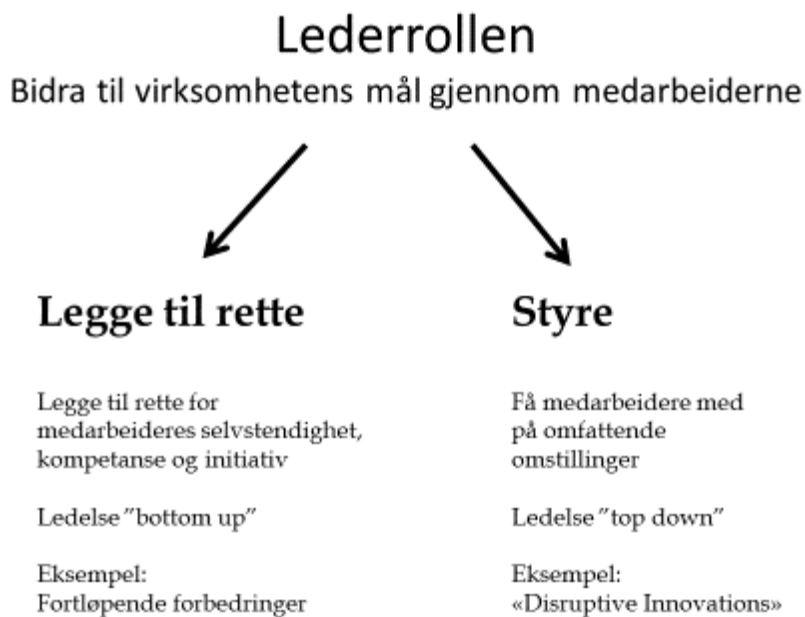 Lederrollen
Bidra til virksomhetens mål gjennom medarbeiderne
Legge til rette
Legge til rette for
medarbeideres selvstendighet,
kompetanse og initiativ
Ledelse ”bottom up”
Eksempel:
Fortløpende forbedringer
Styre
Få medarbeidere med
på omfattende
omstillinger
Ledelse ”top down”
Eksempel:
«Disruptive Innovations»